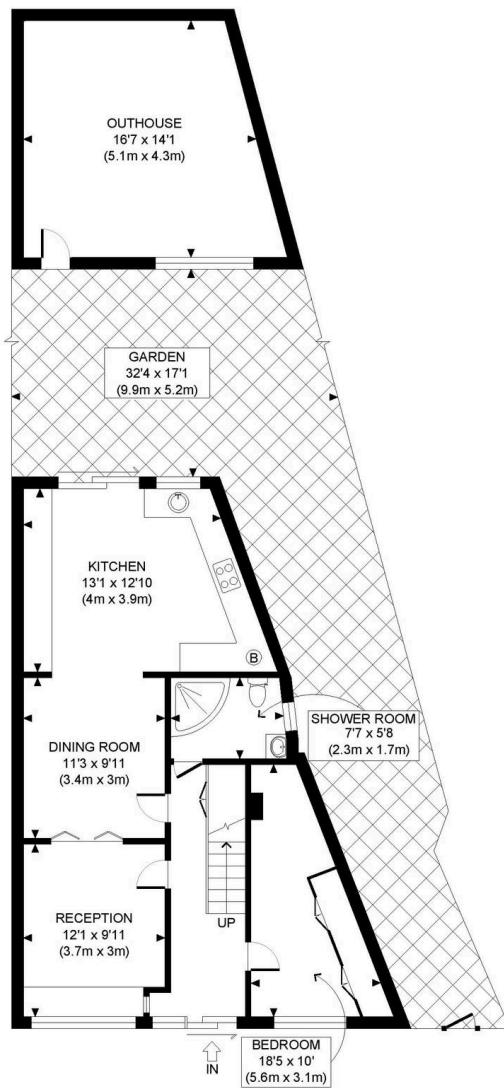 OUTHOUSE
16'7 x 14'1
(5.1m x 4.3m)
GARDEN
32'4 x 17'1
(9.9m x 5.2m)
KITCHEN
13'1 x 12'10
(4m x 3.9m)
B
DINING ROOM
11'3 x 9'11
(3.4m x 3m)
SHOWER ROOM
7'7 x 5'8
(2.3m x 1.7m)
RECEPTION
12'1 x 9'11
(3.7m x 3m)
UP
BEDROOM
18'5 x 10'
(5.6m x 3.1m)
IN